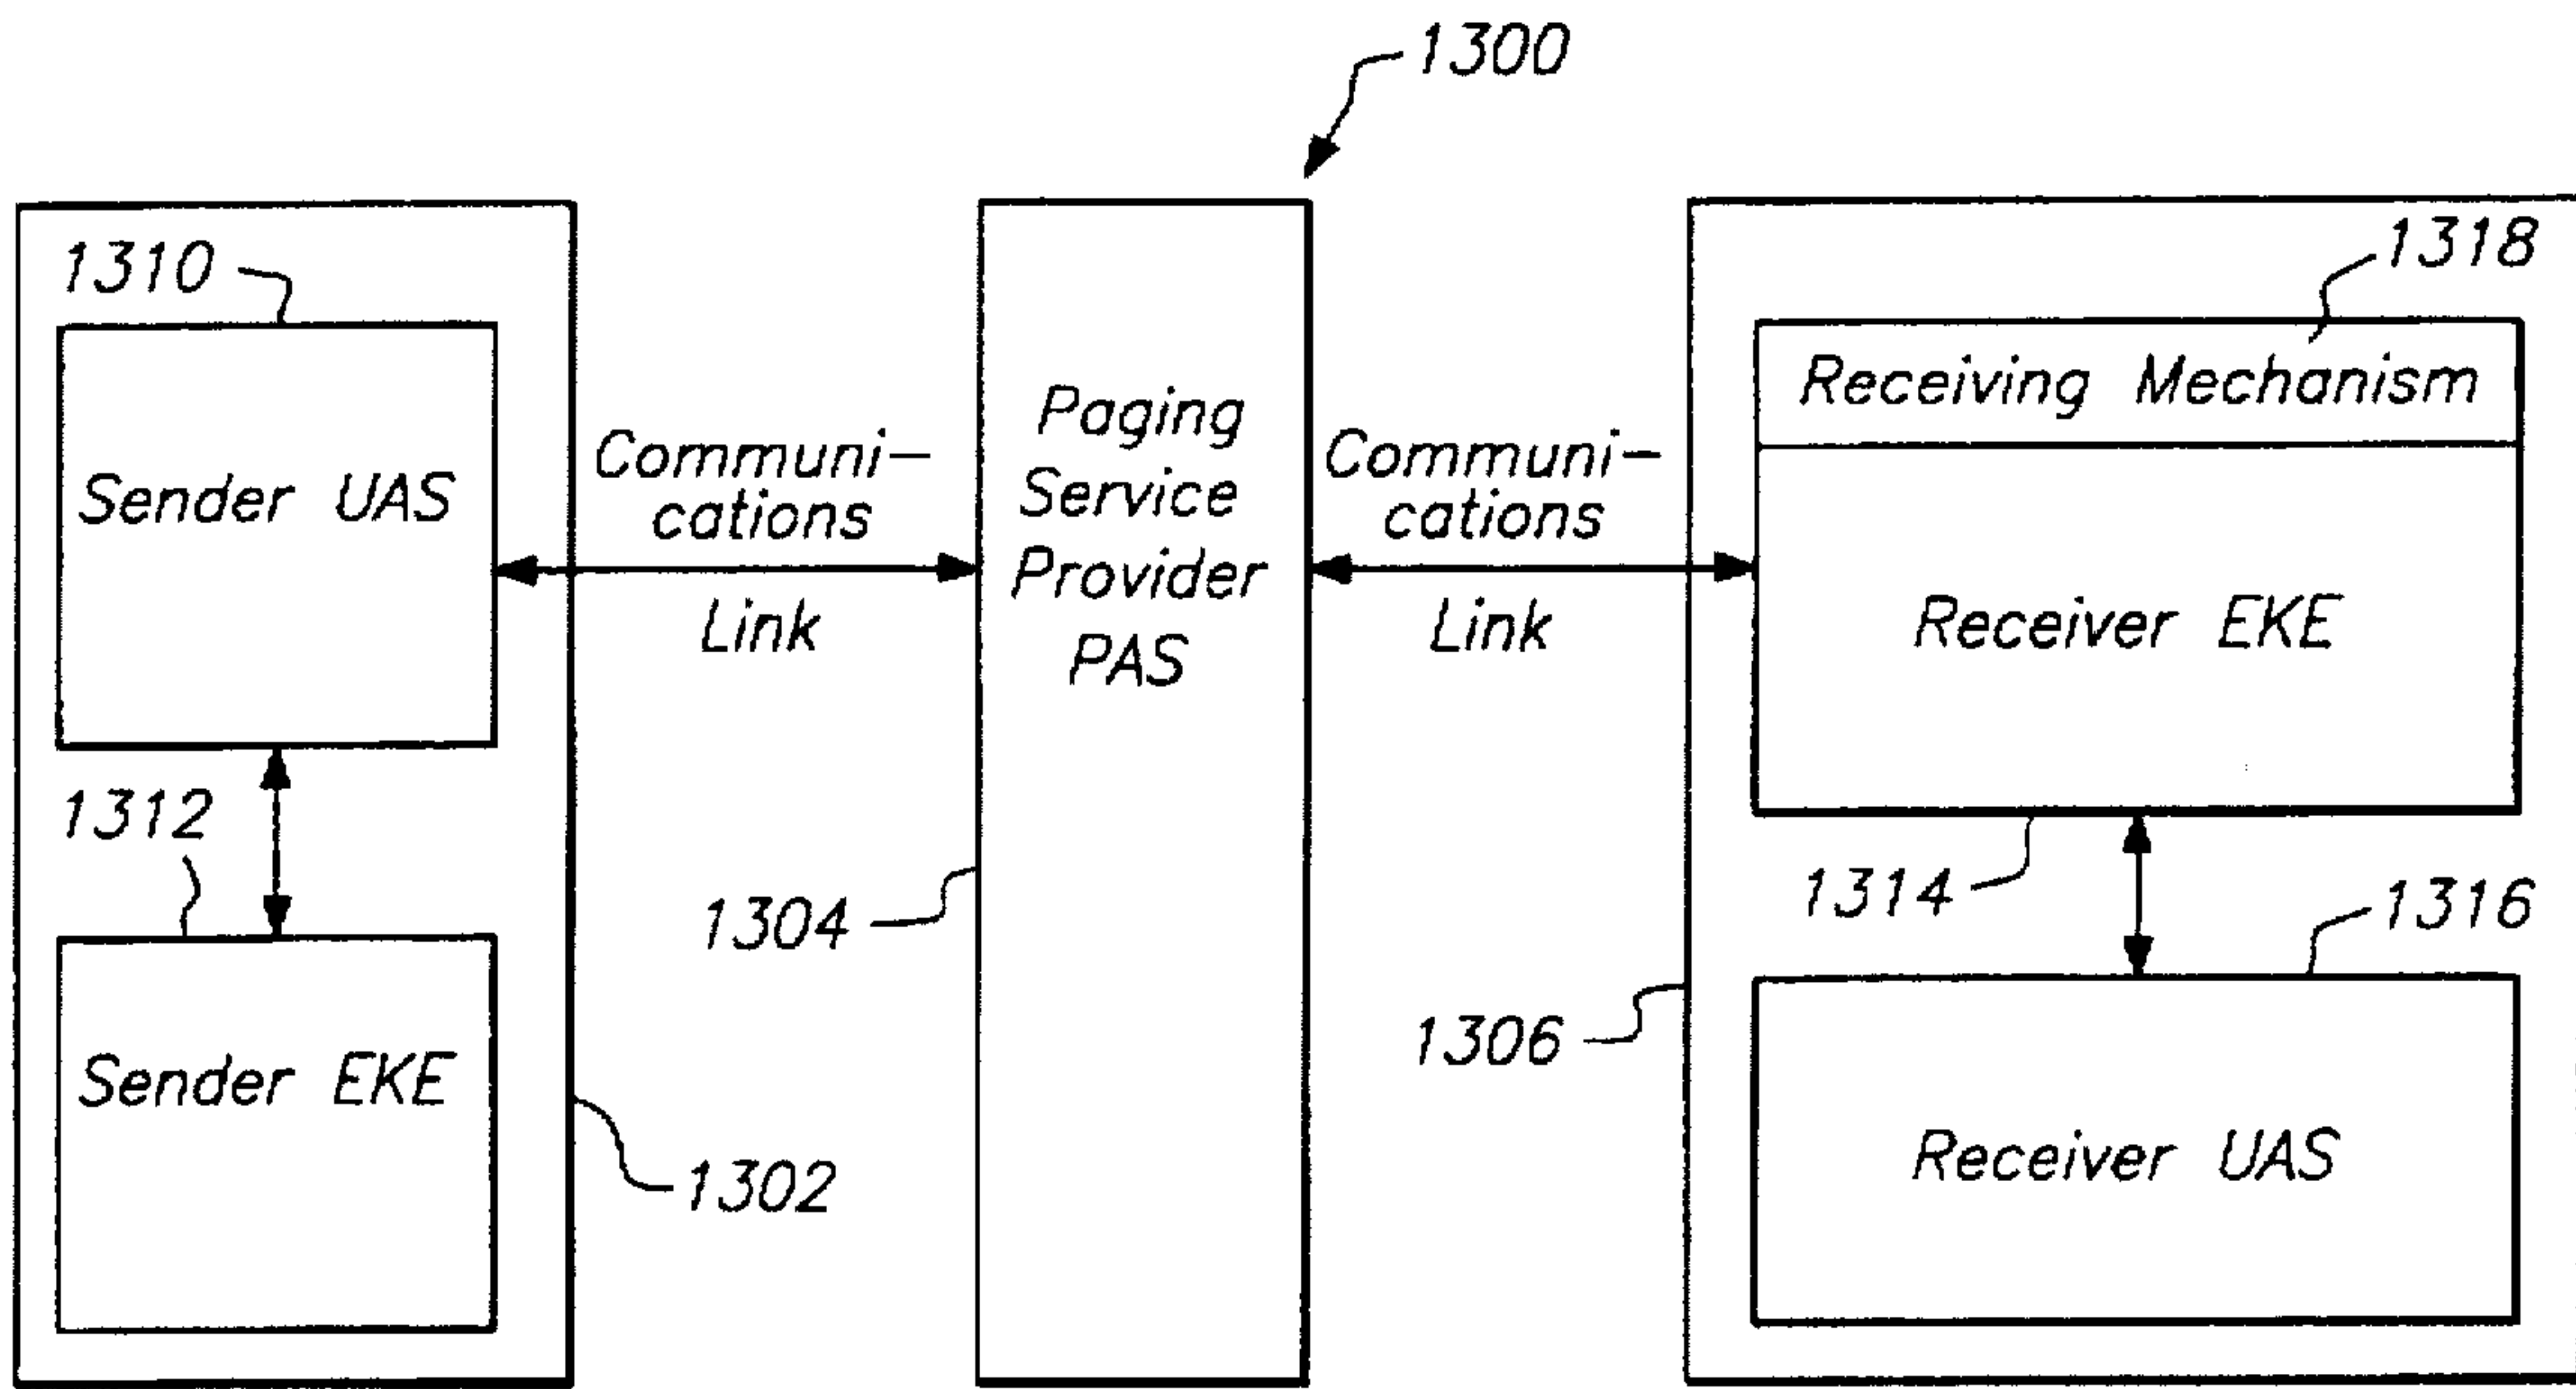 1300
1310
Sender UAS
1312
Sender EKE
1302
Communi-
cations
Link
Paging
Service
Provider
PAS
1304
Communi-
cations
Link
1318
Receiving Mechanism
Receiver EKE
1314
1316
1306
Receiver UAS